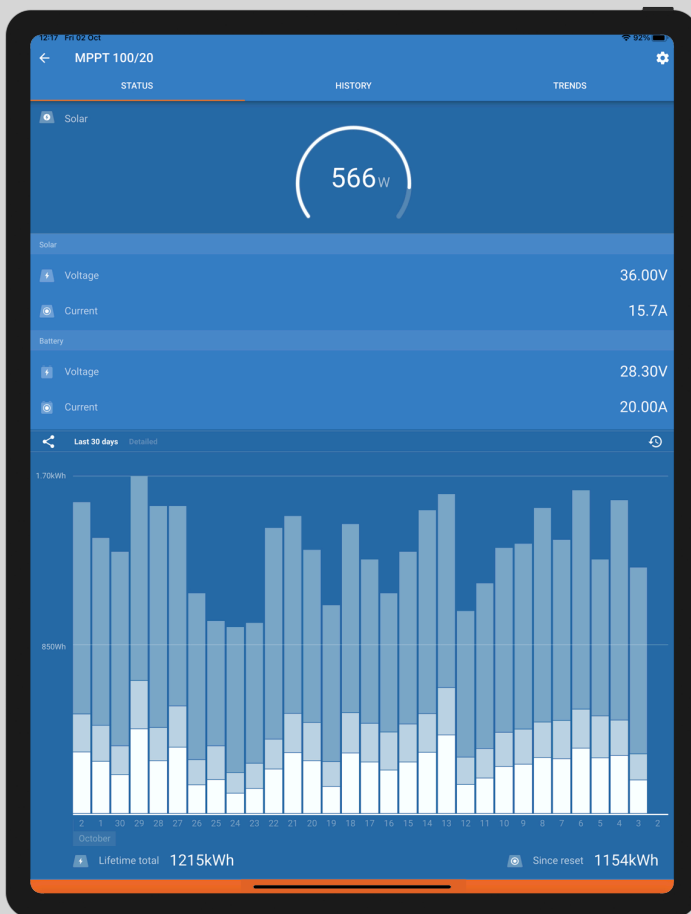 12:17 Fri 02 Oct 92%
MPPT 100/20
STATUS HISTORY TRENDS
Solar
566W
Solar
Voltage 36.00V
Current 15.7A
Battery
Voltage 28.30V
Current 20.00A
Last 30 days Detailed
1.70kWh
850Wh
2 1 30 29 28 27 26 25 24 23 22 21 20 19 18 17 16 15 14 13 12 11 10 9 8 7 6 5 4 3 2
October
Lifetime total 1215kWh Since reset 1154kWh